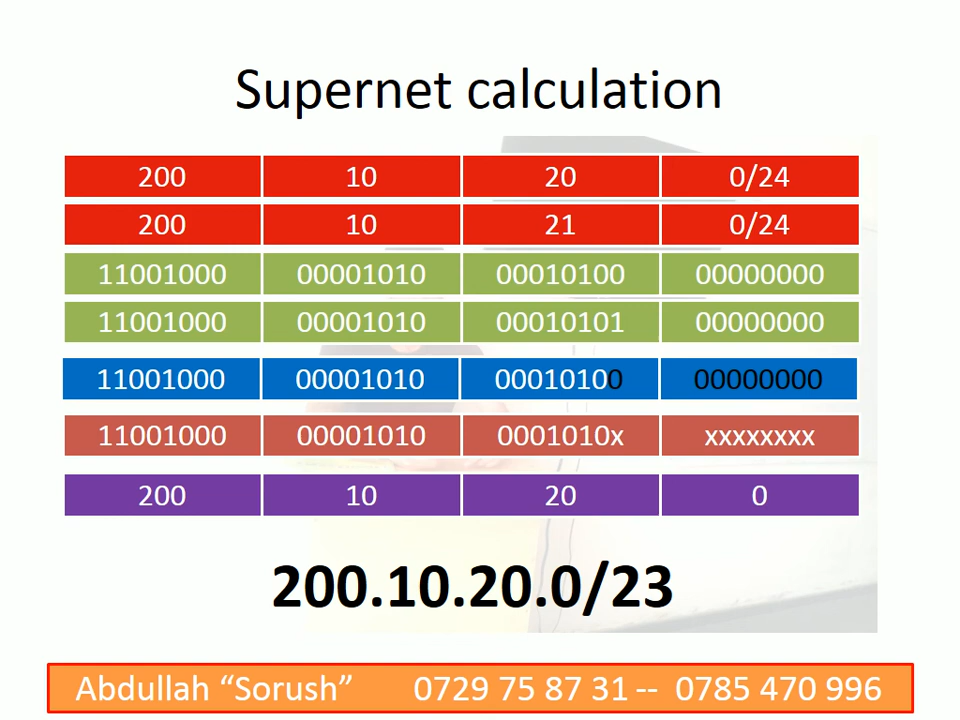 Supernet calculation
200 10 20 0/24
200 10 21 0/24
11001000 00001010 00010100 00000000
11001000 00001010 00010101 00000000
11001000 00001010 00010100 00000000
11001000 00001010 0001010x xxxxxxxx
200 10 20 0
200.10.20.0/23
Abdullah “Sorush” 0729 75 87 31 -- 0785 470 996